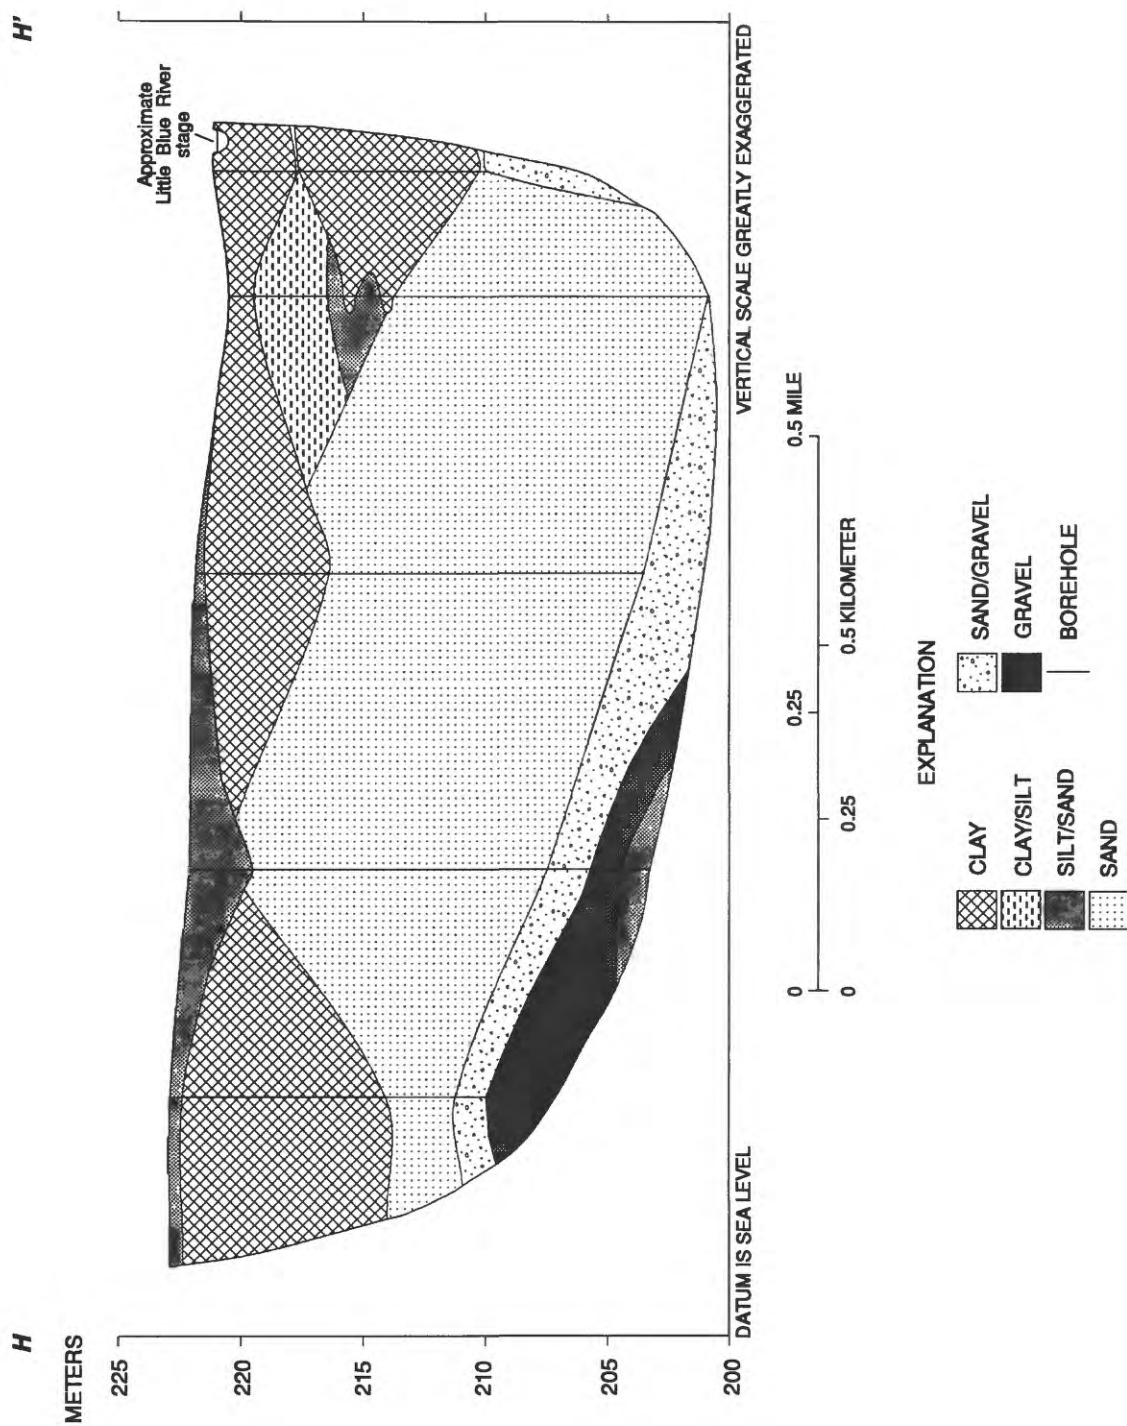 H
H'
METERS
225
220
215
210
205
200
Approximate
Little Blue River
stage
DATUM IS SEA LEVEL
VERTICAL SCALE GREATLY EXAGGERATED
0 0.25 0.5 MILE
0 0.25 0.5 KILOMETER
EXPLANATION
CLAY
CLAY/SILT
SILT/SAND
SAND
SAND/GRAVEL
GRAVEL
BOREHOLE